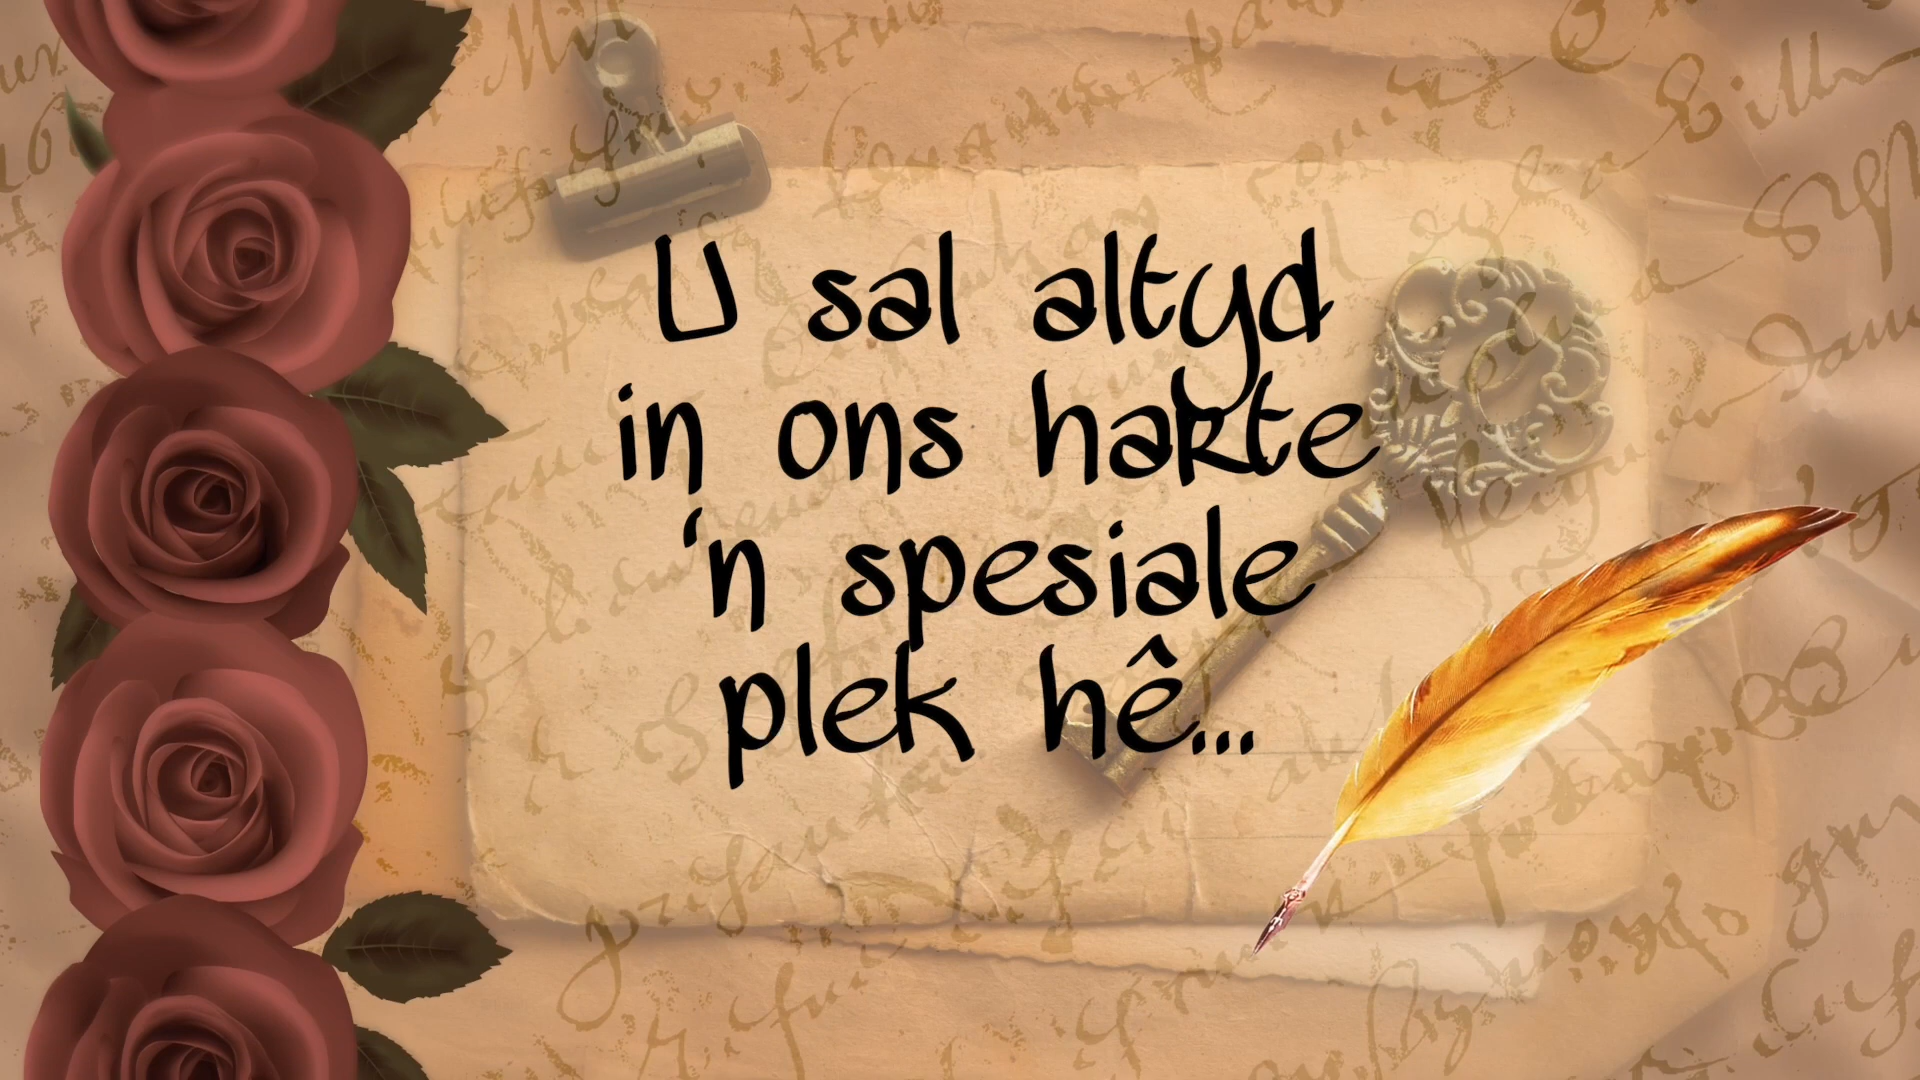 U sal altyd
in ons harte
‘n spesiale
plek hê...